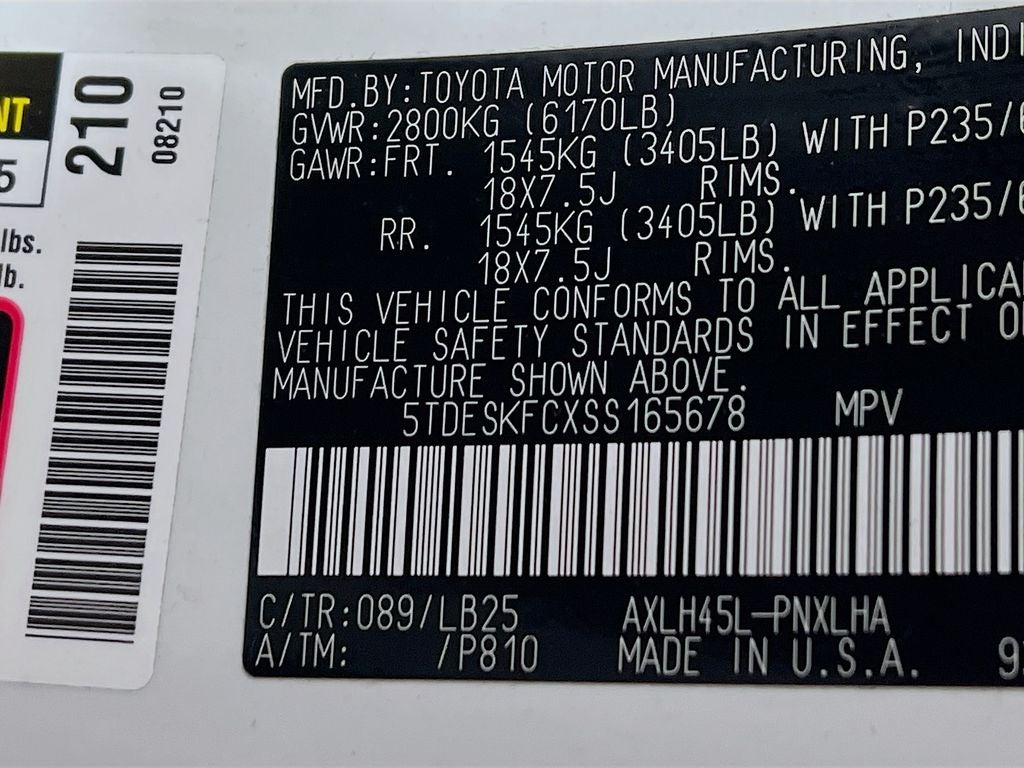 NT
5
lbs.
lb.
210
08210
MFD.BY:TOYOTA MOTOR MANUFACTURING, INDI
GVWR:2800KG (6170LB)
GAWR:FRT. 1545KG (3405LB) WITH P235/6
18X7.5J RIMS.
RR. 1545KG (3405LB) WITH P235/6
18X7.5J RIMS.
THIS VEHICLE CONFORMS TO ALL APPLICA
VEHICLE SAFETY STANDARDS IN EFFECT O
MANUFACTURE SHOWN ABOVE.
5TDESKFCXSS165678 MPV
C/TR:089/LB25 AXLH45L-PNXLHA
A/TM: /P810 MADE IN U.S.A. 9